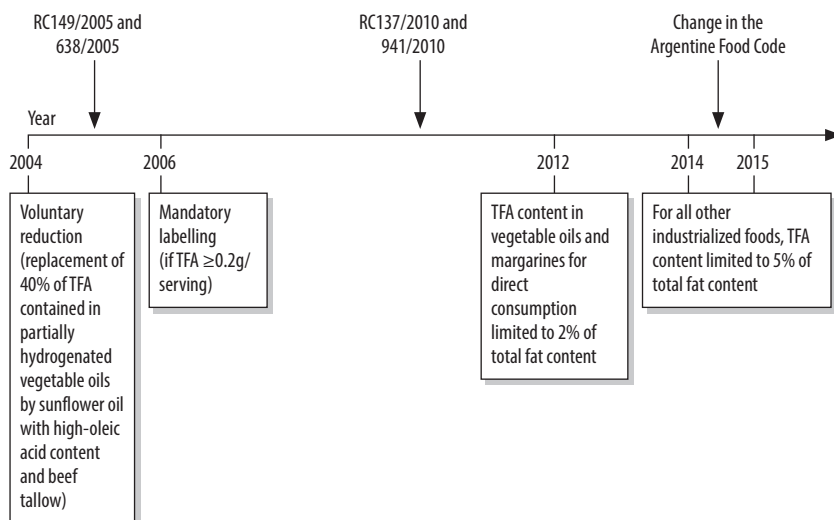 RC149/2005 and
638/2005
RC137/2010 and
941/2010
Change in the
Argentine Food Code
Year
2004
2006
2012
2014
2015
Voluntary
reduction
(replacement of
40% of TFA
contained in
partially
hydrogenated
vegetable oils
by sunflower oil
with high-oleic
acid content
and beef
tallow)
Mandatory
labelling
(if TFA ≥0.2g/
serving)
TFA content in
vegetable oils and
margarines for
direct
consumption
limited to 2% of
total fat content
For all other
industrialized foods, TFA
content limited to 5% of
total fat content